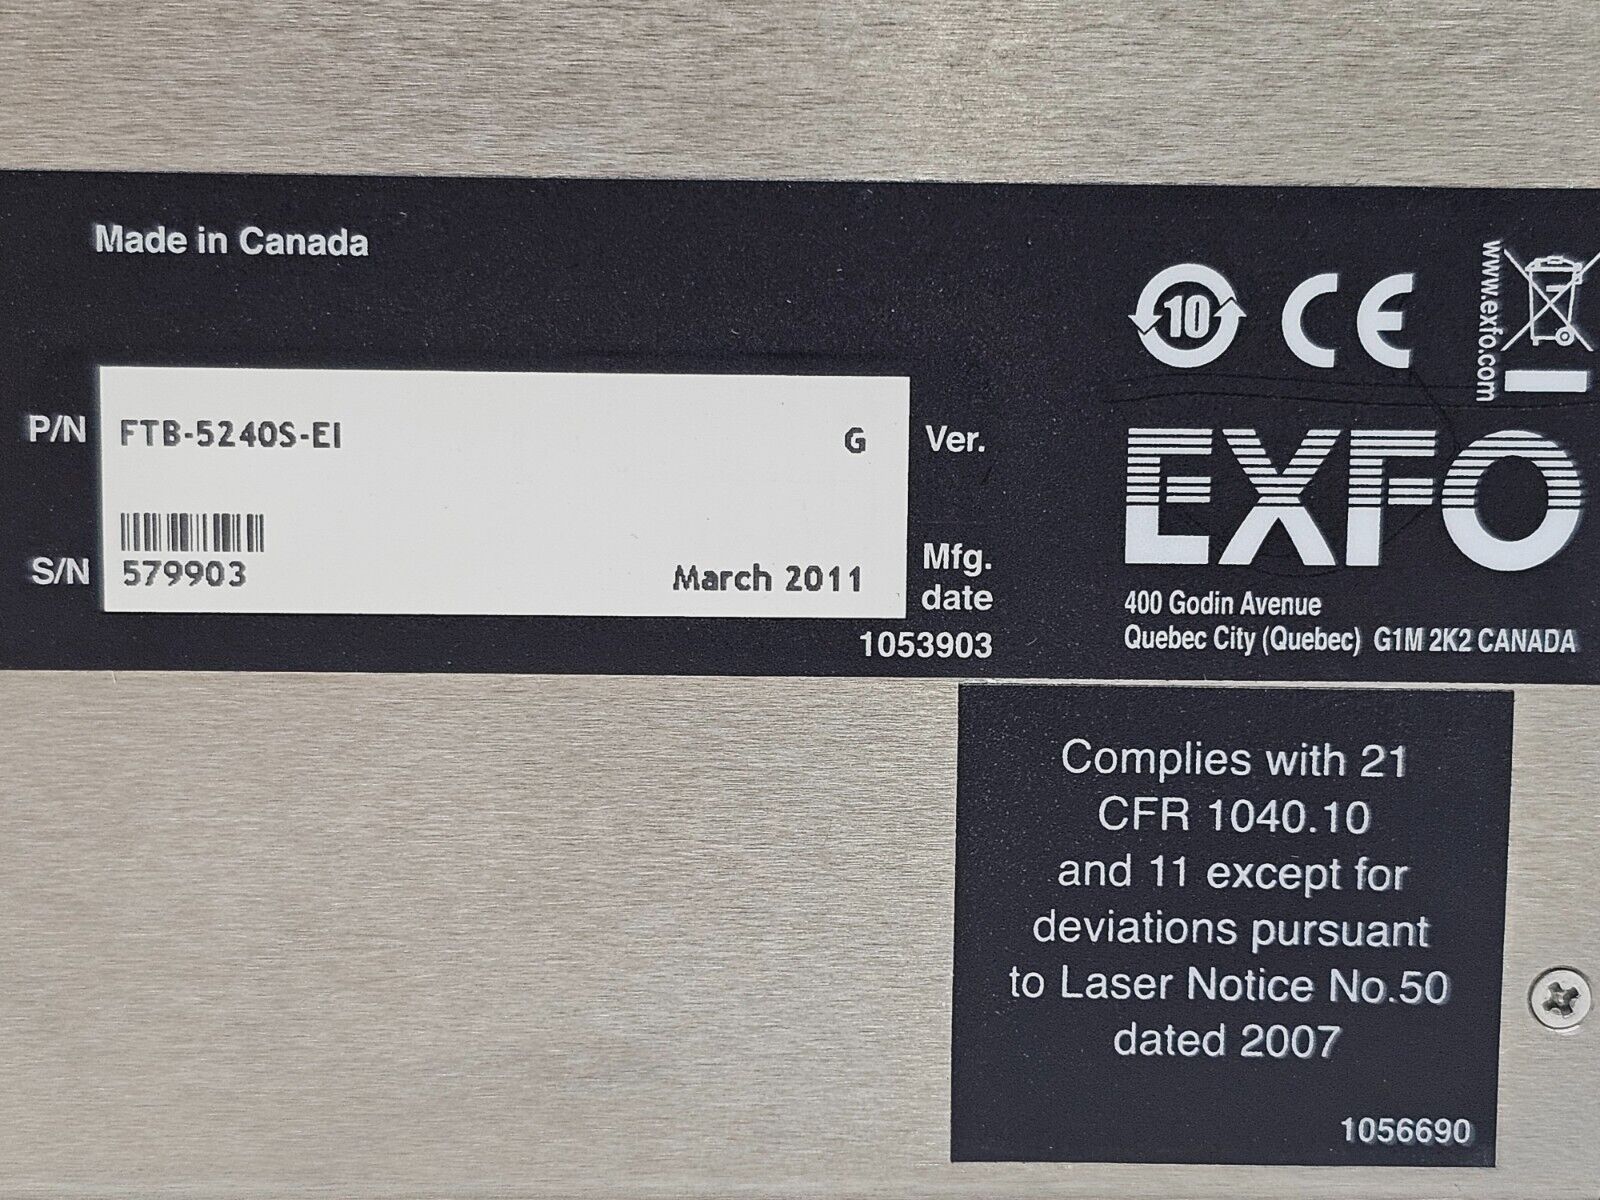 Made in Canada
P/N FTB-5240S-EI G Ver.
S/N 579903 March 2011 Mfg. date
1053903
10 CE
www.exfo.com
EXFO
400 Godin Avenue
Quebec City (Quebec) G1M 2K2 CANADA
Complies with 21
CFR 1040.10
and 11 except for
deviations pursuant
to Laser Notice No.50
dated 2007
1056690